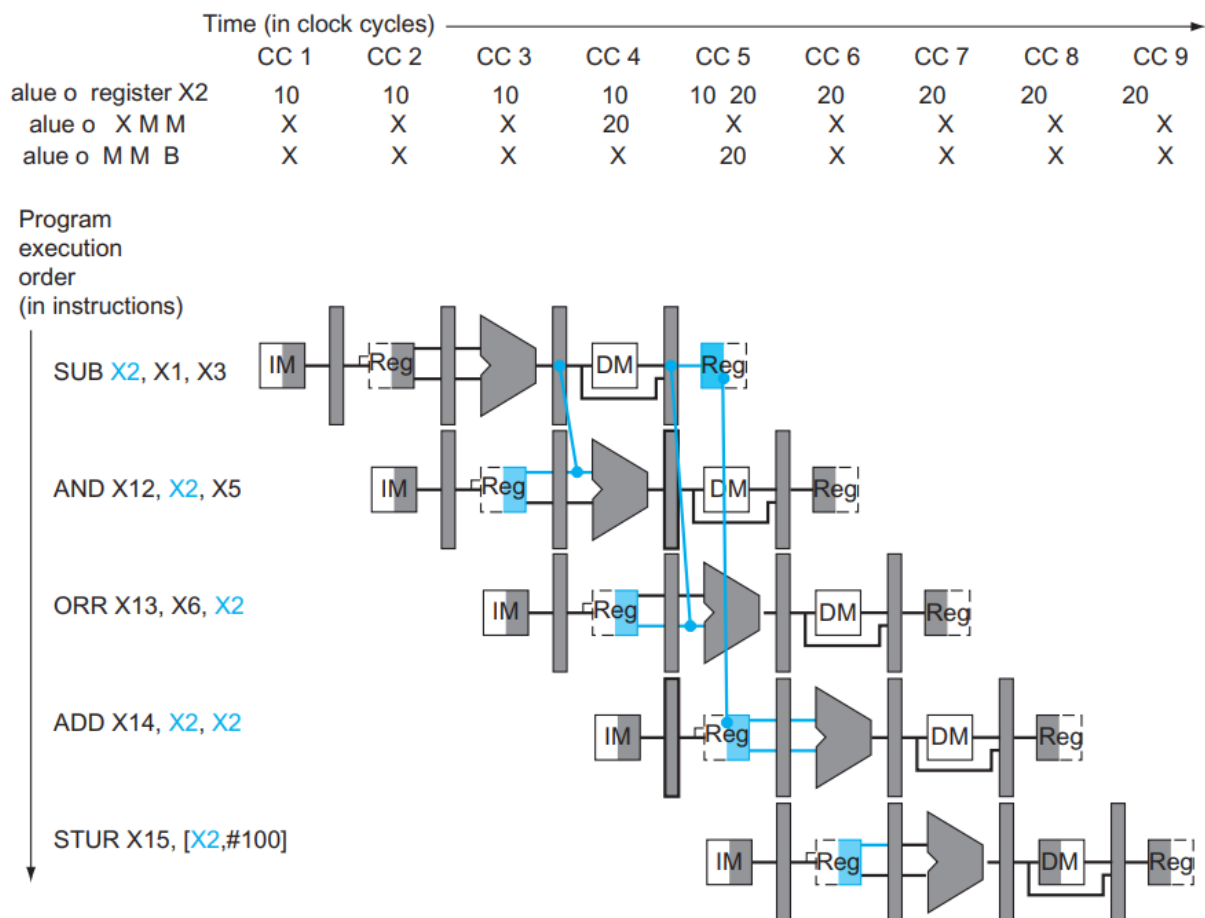 Time (in clock cycles)
CC 1 CC 2 CC 3 CC 4 CC 5 CC 6 CC 7 CC 8 CC 9
alue o register X2 10 10 10 10 10 20 20 20 20 20
alue o X M M X X X 20 X X X X X
alue o M M B X X X X 20 X X X X
Program
execution
order
(in instructions)
SUB X2, X1, X3
IM Reg DM Reg
AND X12, X2, X5
IM Reg DM Reg
ORR X13, X6, X2
IM Reg DM Reg
ADD X14, X2, X2
IM Reg DM Reg
STUR X15, [X2,#100]
IM Reg DM Reg